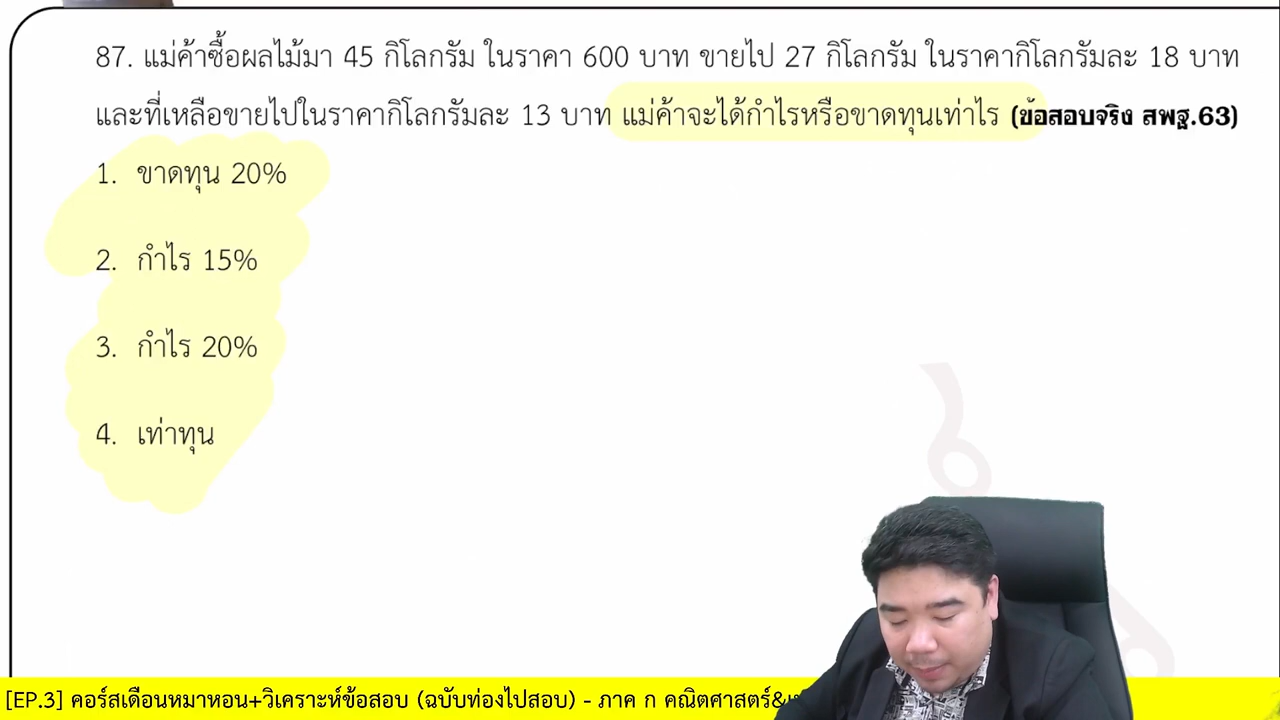 87. แม่ค้าซื้อผลไม้มา 45 กิโลกรัม ในราคา 600 บาท ขายไป 27 กิโลกรัม ในราคากิโลกรัมละ 18 บาท
และที่เหลือขายไปในราคากิโลกรัมละ 13 บาท แม่ค้าจะได้กำไรหรือขาดทุนเท่าไร (ข้อสอบจริง สพฐ.63)
1. ขาดทุน 20%
2. กำไร 15%
3. กำไร 20%
4. เท่าทุน
[EP.3] คอร์สเดือนหมาหอน+วิเคราะห์ข้อสอบ (ฉบับท่องไปสอบ) - ภาค ก คณิตศาสตร์&